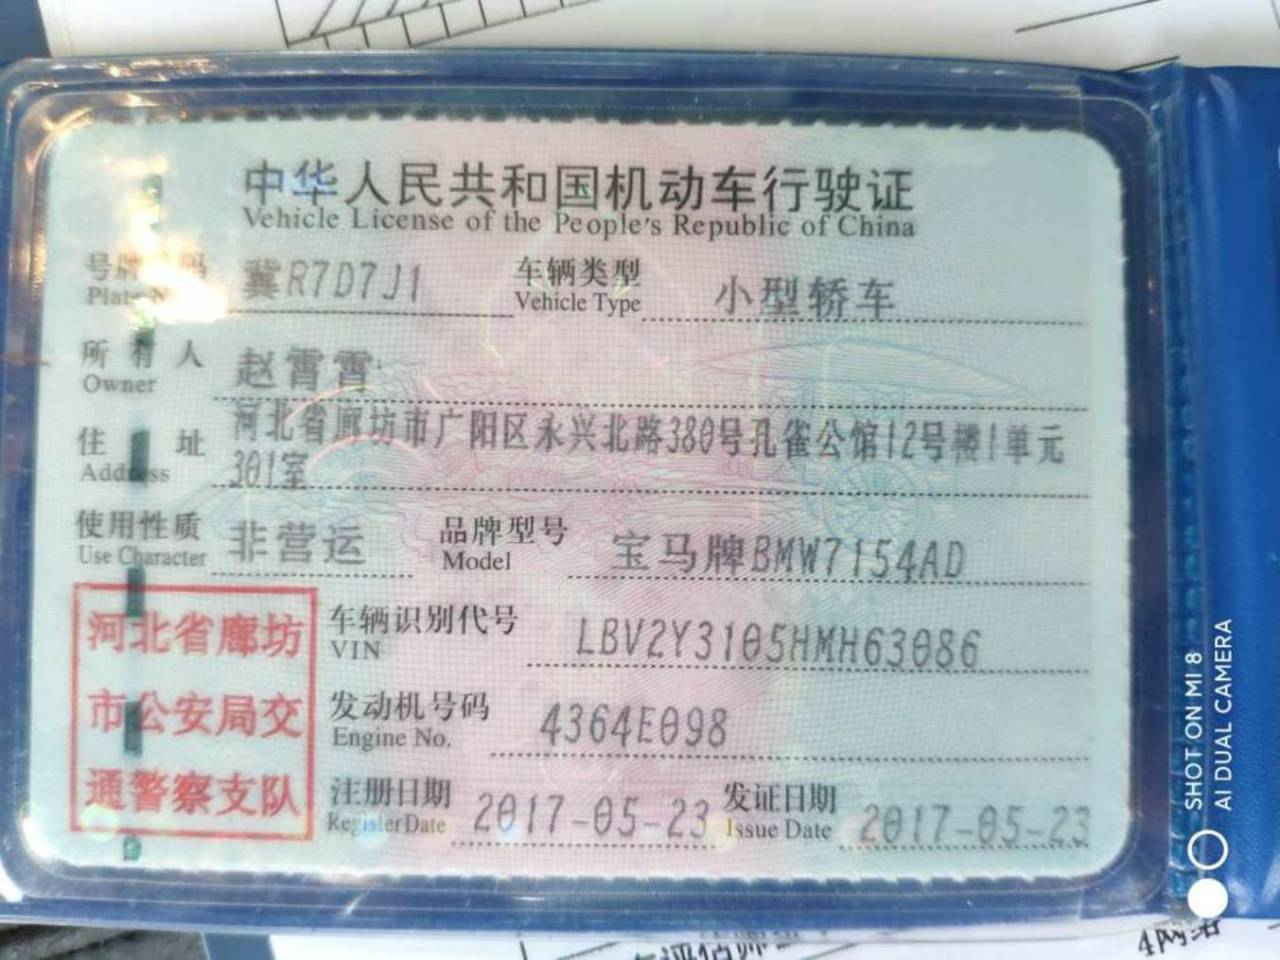 中华人民共和国机动车行驶证
Vehicle License of the People's Republic of China
号牌号码 冀R7D7J1 车辆类型 小型轿车
Plate N Vehicle Type
所有人 赵霄霄
Owner
住址 河北省廊坊市广阳区永兴北路380号孔雀公馆12号楼1单元
Address 301室
使用性质 非营运 品牌型号 宝马牌BMW7154AD
Use Character Model
河北省廊坊
市公安局交
通警察支队
车辆识别代号 LBV2Y3105HMH63086
VIN
发动机号码 4364E098
Engine No.
注册日期 2017-05-23 发证日期 2017-05-23
Register Date Issue Date
SHOT ON MI 8
AI DUAL CAMERA